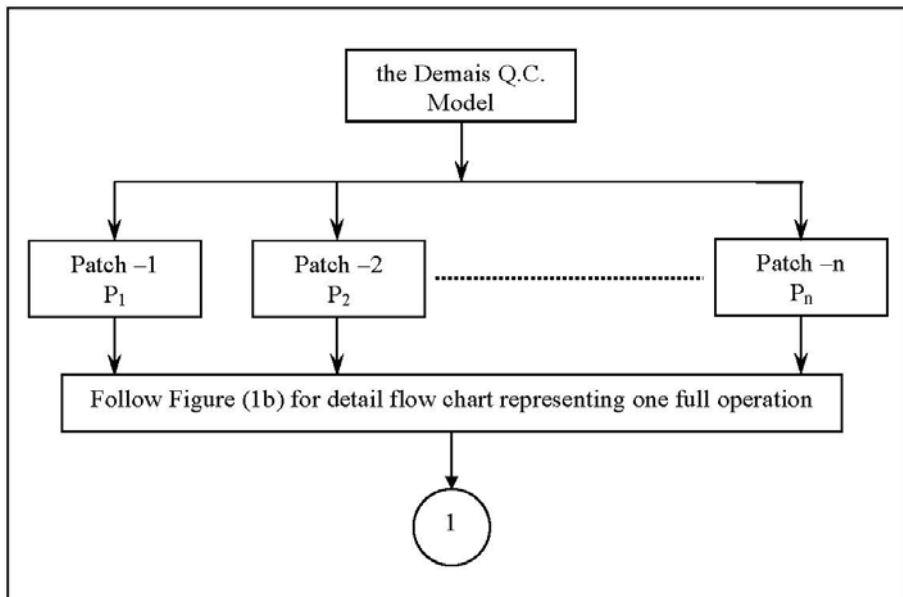 the Demais Q.C.
Model
Patch –1
P₁
Patch –2
P₂
Patch –n
Pₙ
Follow Figure (1b) for detail flow chart representing one full operation
1